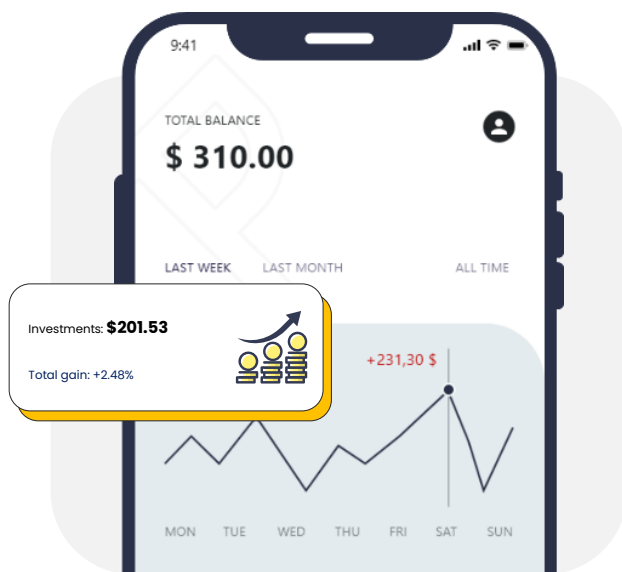 9:41
TOTAL BALANCE
$ 310.00
LAST WEEK LAST MONTH ALL TIME
Investments: $201.53
Total gain: +2.48%
+231,30 $
MON TUE WED THU FRI SAT SUN